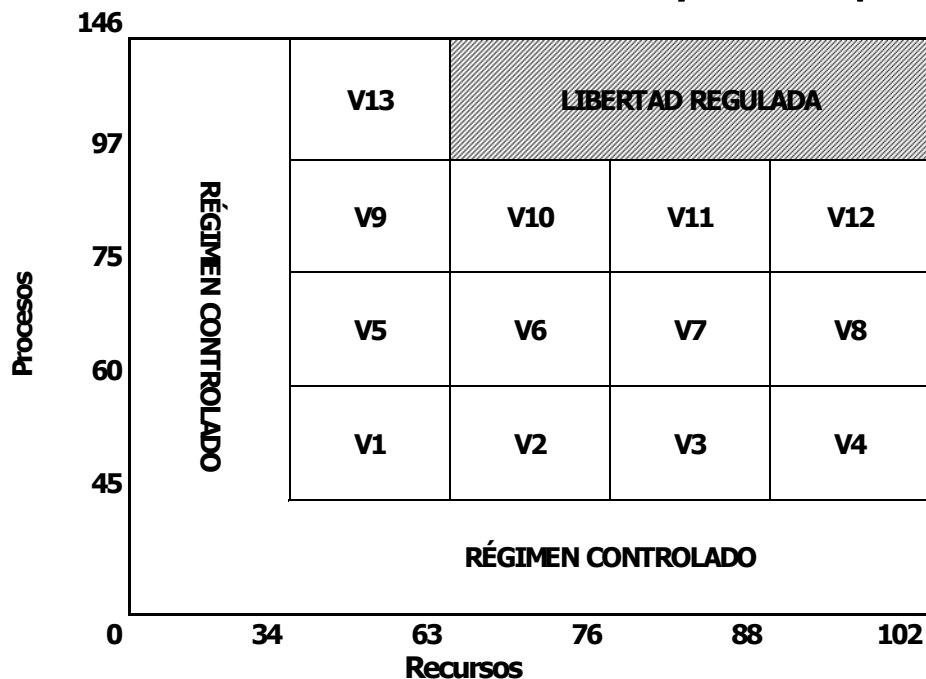 146
V13
LIBERTAD REGULADA
97
V9
V10
V11
V12
75
V5
V6
V7
V8
60
V1
V2
V3
V4
45
RÉGIMEN CONTROLADO
Procesos
RÉGIMEN CONTROLADO
0
34
63
76
88
102
Recursos